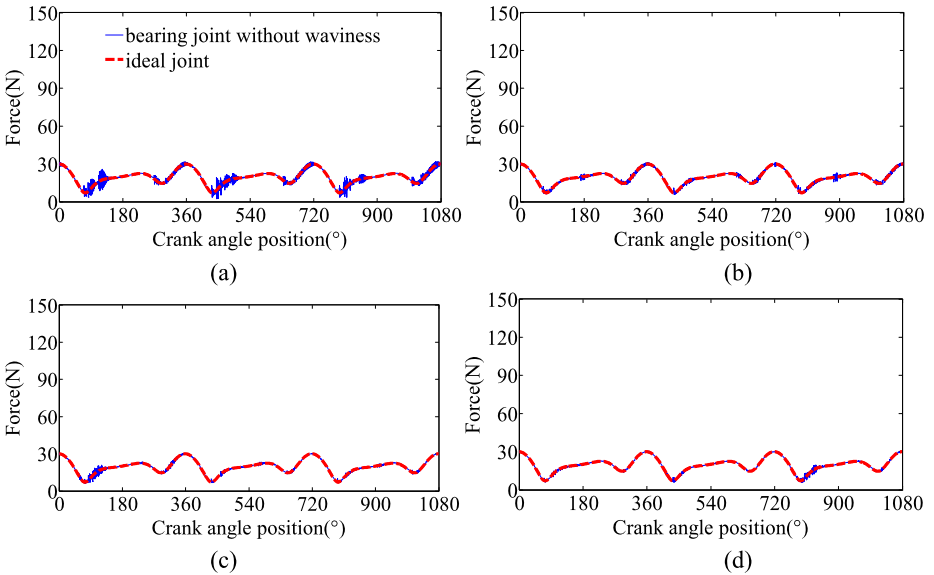 150
120
90
60
30
0
Force(N)
bearing joint without waviness
ideal joint
0 180 360 540 720 900 1080
Crank angle position(°)
(a)
150
120
90
60
30
0
Force(N)
0 180 360 540 720 900 1080
Crank angle position(°)
(b)
150
120
90
60
30
0
Force(N)
0 180 360 540 720 900 1080
Crank angle position(°)
(c)
150
120
90
60
30
0
Force(N)
0 180 360 540 720 900 1080
Crank angle position(°)
(d)